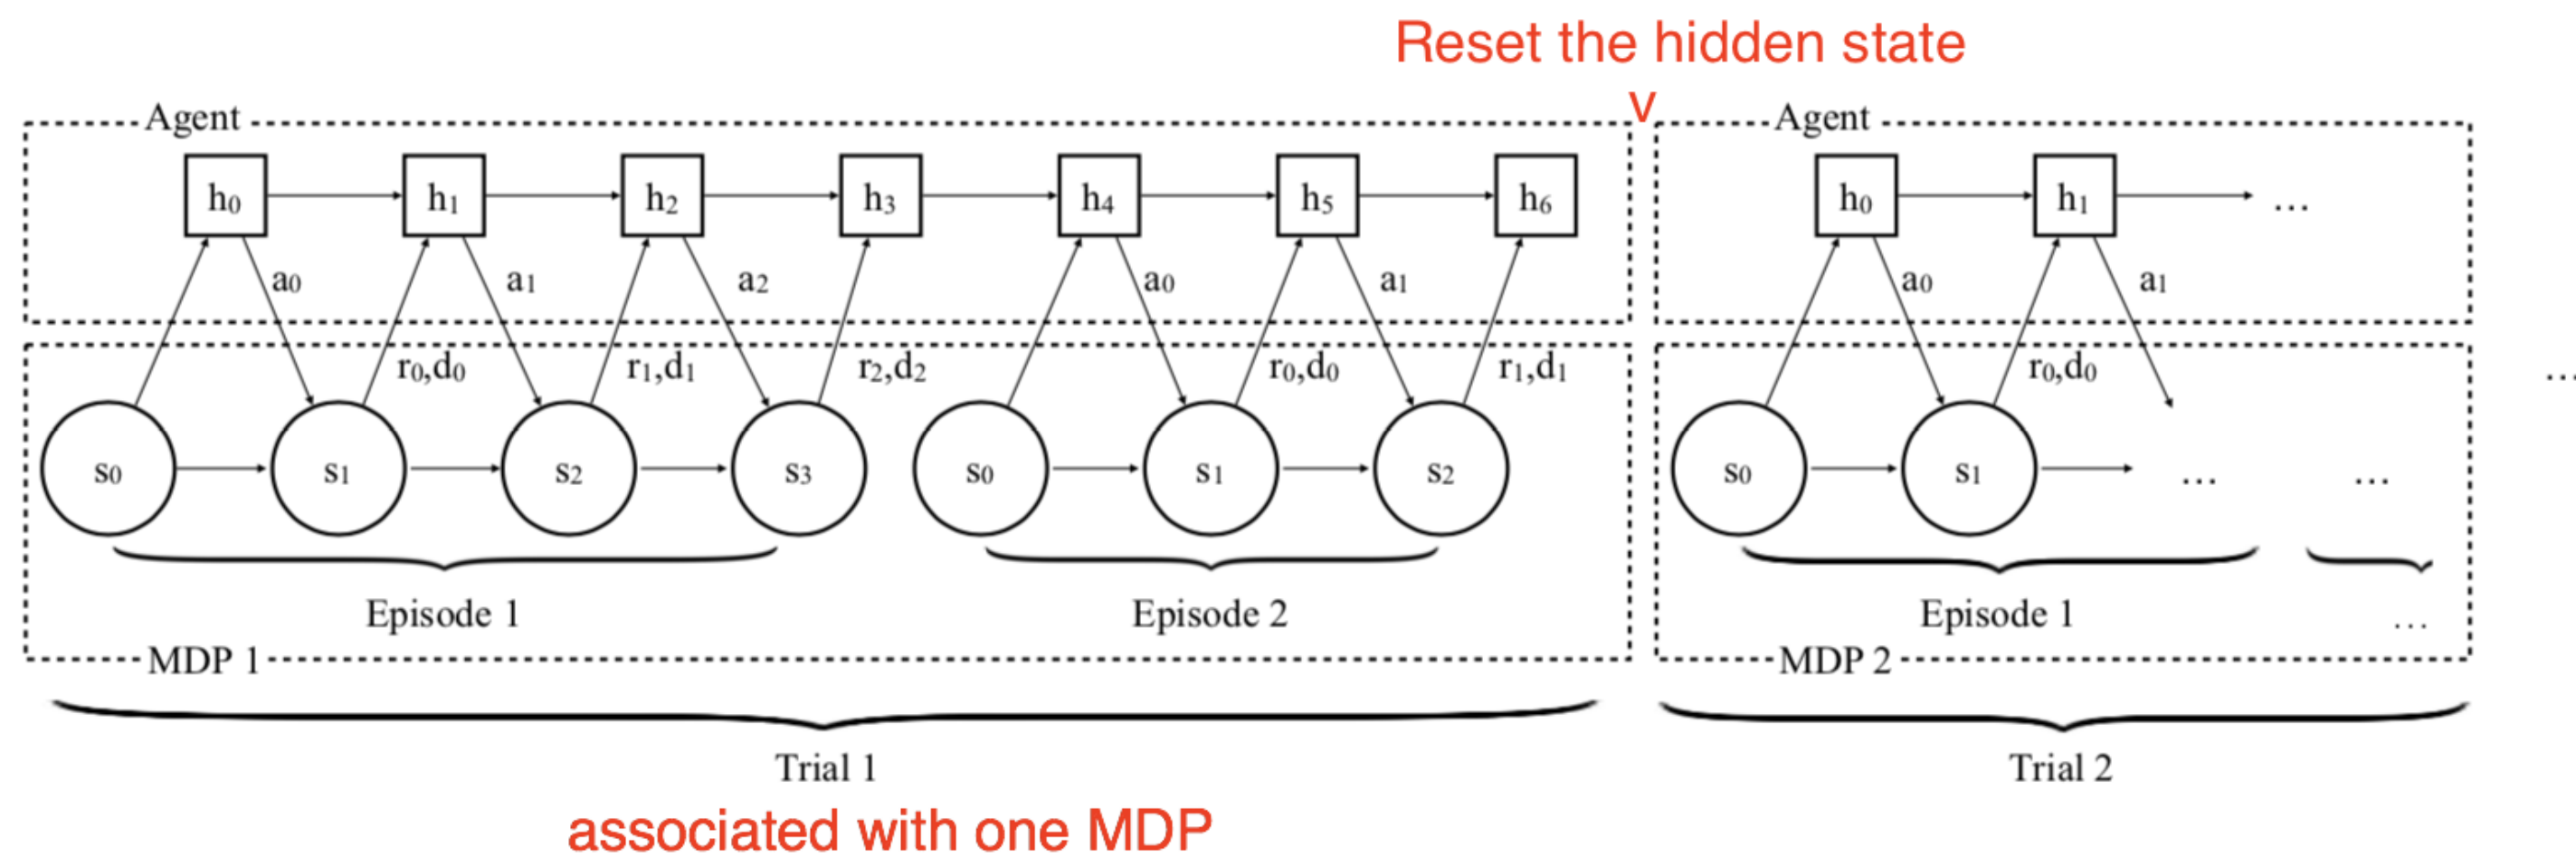 Reset the hidden state
v
Agent Agent
h0 h1 h2 h3 h4 h5 h6 h0 h1 ...
a0 a1 a2 a0 a1 a0 a1
r0,d0 r1,d1 r2,d2 r0,d0 r1,d1 r0,d0 ...
s0 s1 s2 s3 s0 s1 s2 s0 s1 ... ...
Episode 1 Episode 2 Episode 1 ...
MDP 1 MDP 2
Trial 1 Trial 2
associated with one MDP